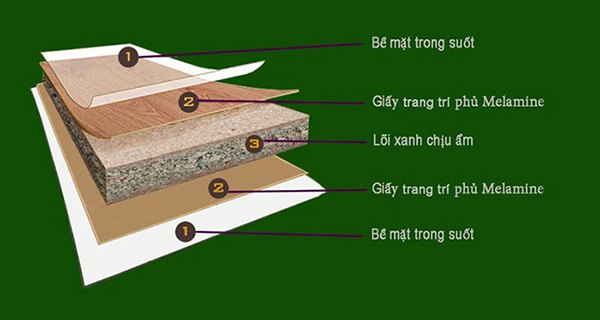 1 Bề mặt trong suốt
2 Giấy trang trí phủ Melamine
3 Lõi xanh chịu ẩm
2 Giấy trang trí phủ Melamine
1 Bề mặt trong suốt